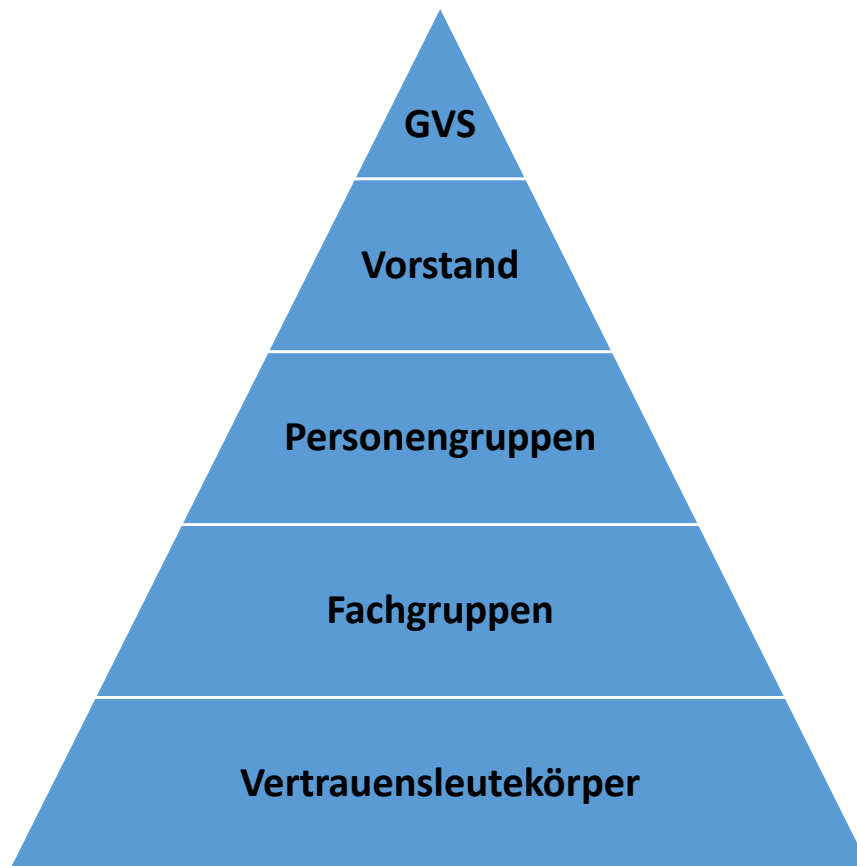 GVS
Vorstand
Personengruppen
Fachgruppen
Vertrauensleutekörper